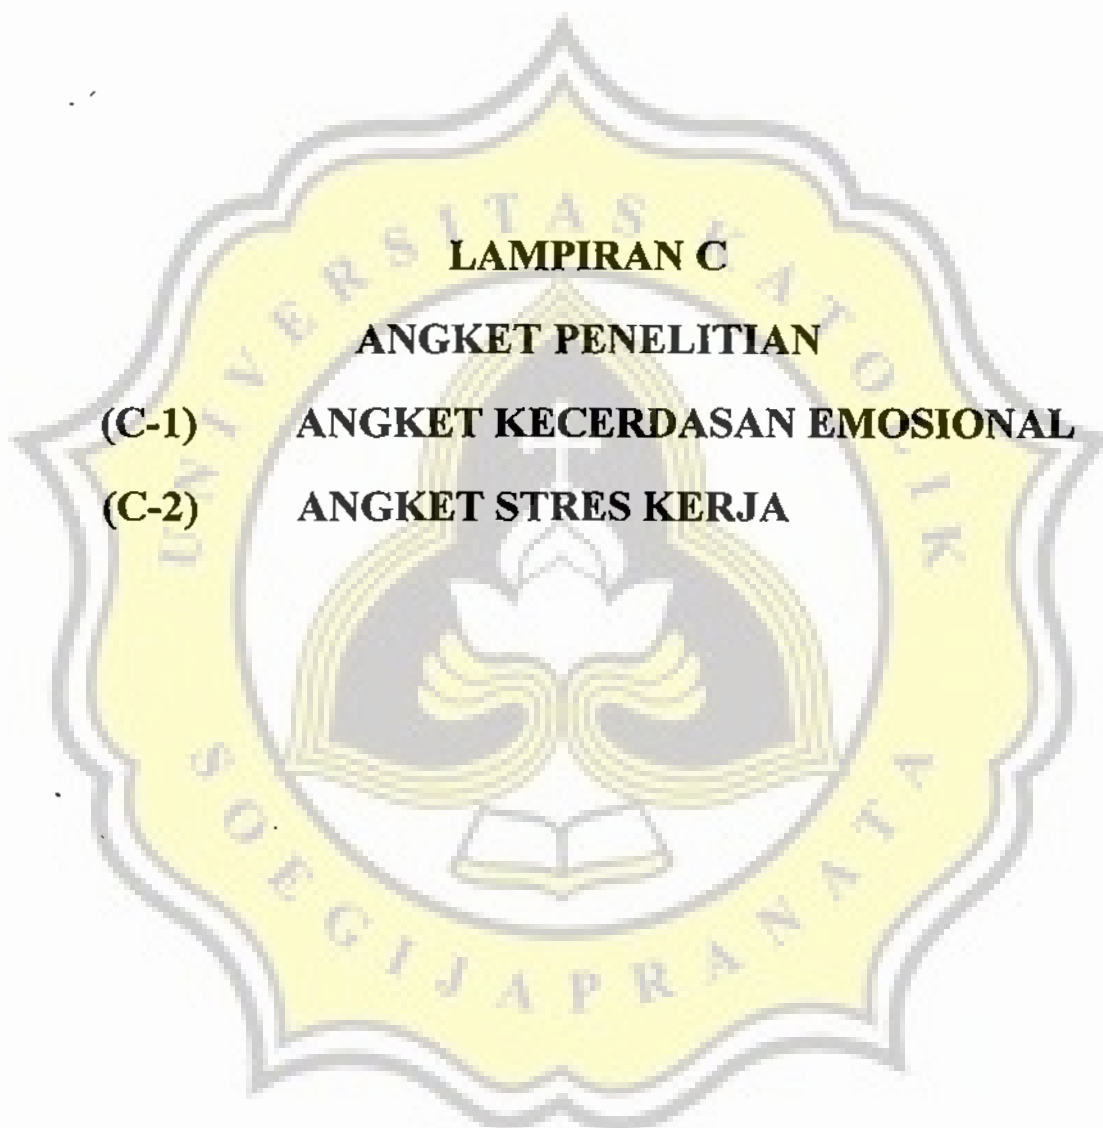 LAMPIRAN C
ANGKET PENELITIAN
(C-1) ANGKET KECERDASAN EMOSIONAL
(C-2) ANGKET STRES KERJA
UNIVERSITAS KATOLIK
SOEGIJAPRANATA